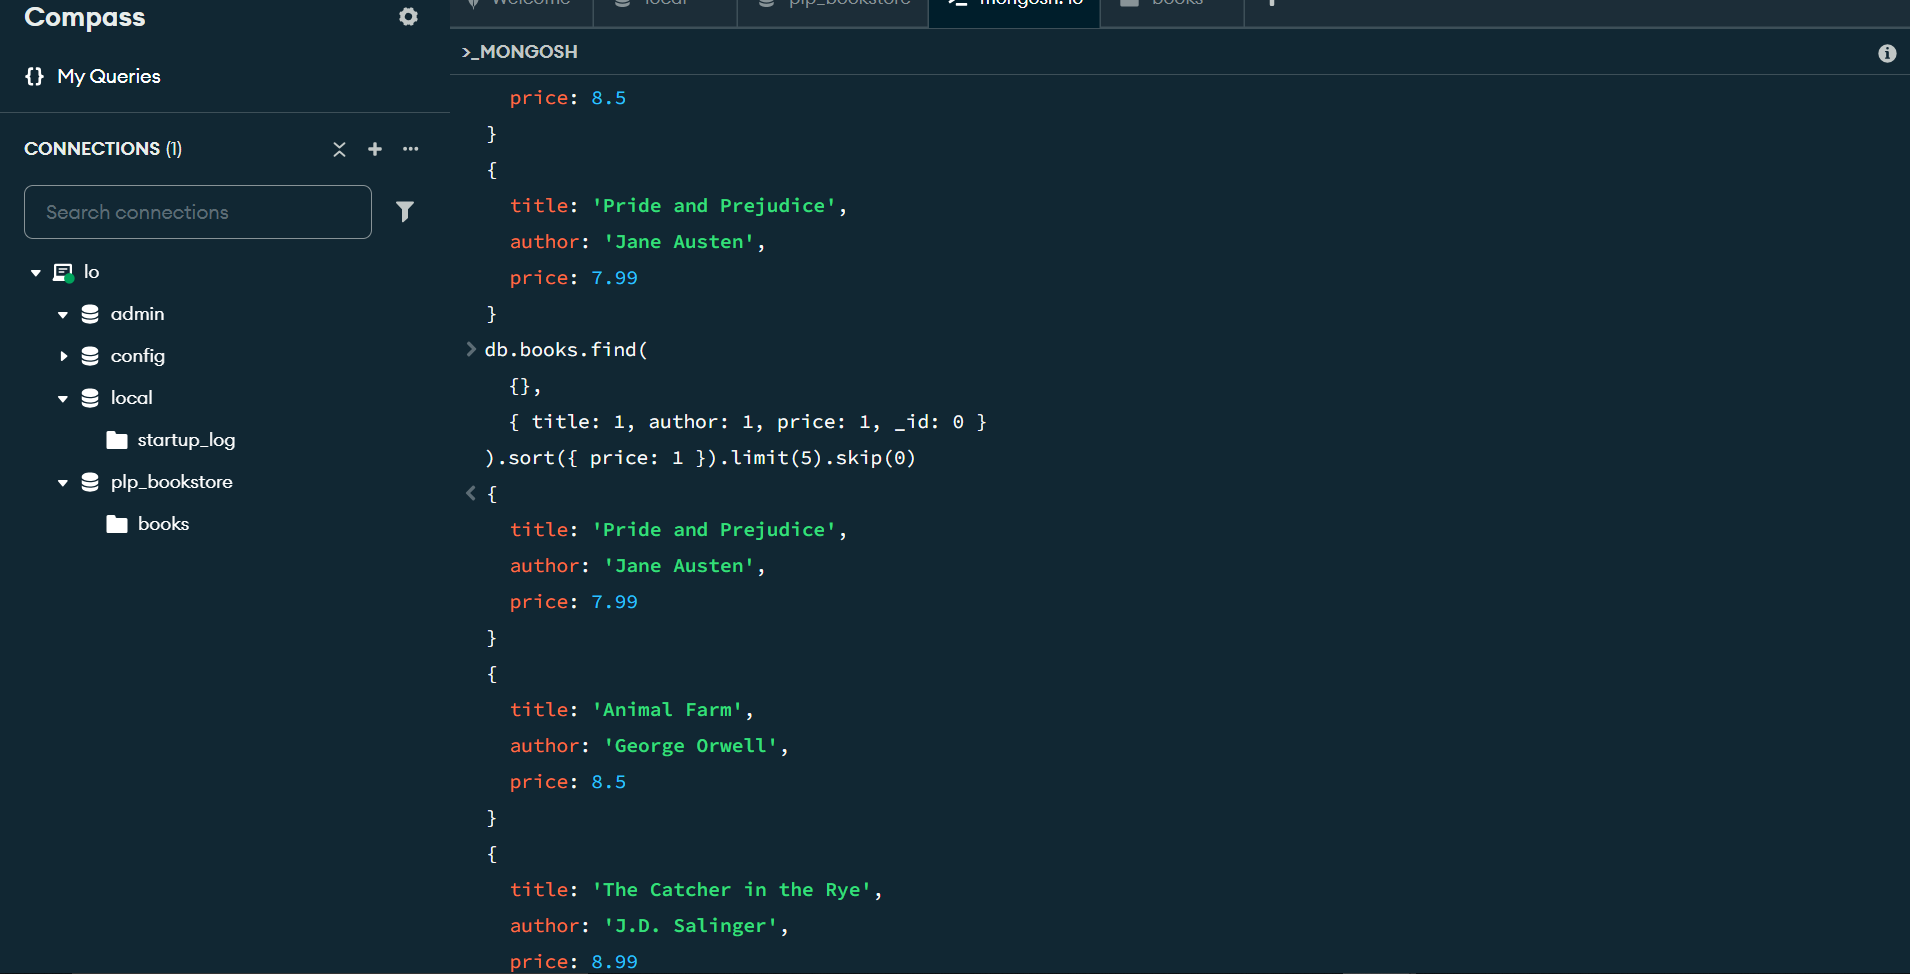 Welcome
local
plp_bookstore
>_ mongosh: lo
books
+
Compass
{} My Queries
CONNECTIONS (1)
Search connections
lo
admin
config
local
startup_log
plp_bookstore
books
>_MONGOSH
price: 8.5
}
{
title: 'Pride and Prejudice',
author: 'Jane Austen',
price: 7.99
}
> db.books.find(
{},
{ title: 1, author: 1, price: 1, _id: 0 }
).sort({ price: 1 }).limit(5).skip(0)
< {
title: 'Pride and Prejudice',
author: 'Jane Austen',
price: 7.99
}
{
title: 'Animal Farm',
author: 'George Orwell',
price: 8.5
}
{
title: 'The Catcher in the Rye',
author: 'J.D. Salinger',
price: 8.99